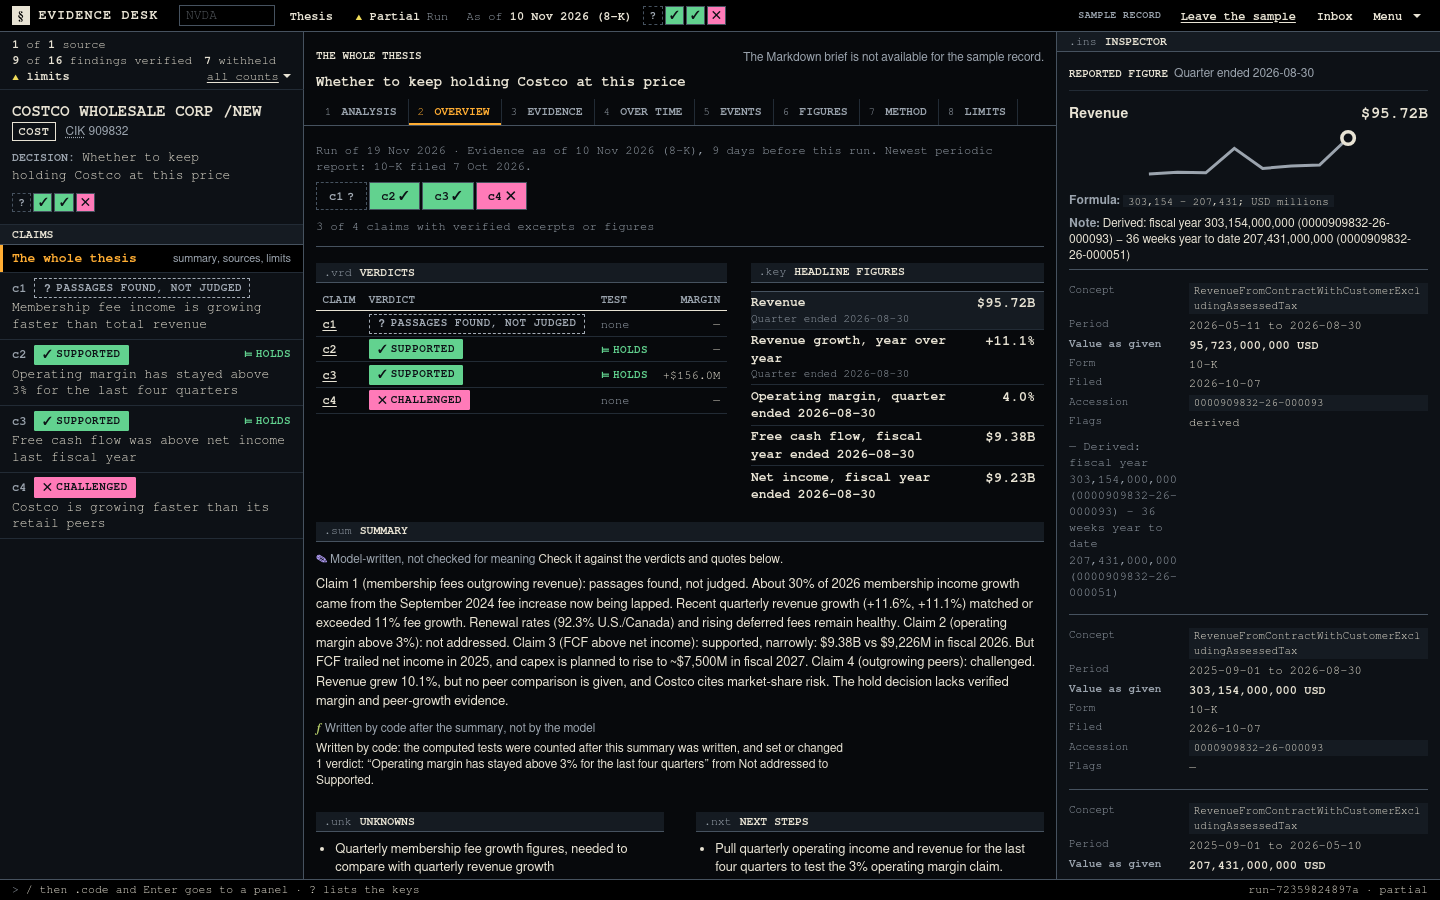 § EVIDENCE DESK NVDA Thesis ▲ Partial Run As of 10 Nov 2026 (8-K) ? ✓ ✓ ✕ SAMPLE RECORD Leave the sample Inbox Menu
1 of 1 source
9 of 16 findings verified 7 withheld
▲ limits all counts
COSTCO WHOLESALE CORP /NEW
COST CIK 909832
DECISION: Whether to keep
holding Costco at this price
? ✓ ✓ ✕
CLAIMS
The whole thesis summary, sources, limits
c1 ? PASSAGES FOUND, NOT JUDGED
Membership fee income is growing
faster than total revenue
c2 ✓ SUPPORTED ⊨ HOLDS
Operating margin has stayed above
3% for the last four quarters
c3 ✓ SUPPORTED ⊨ HOLDS
Free cash flow was above net income
last fiscal year
c4 ✕ CHALLENGED
Costco is growing faster than its
retail peers
THE WHOLE THESIS The Markdown brief is not available for the sample record.
Whether to keep holding Costco at this price
1 ANALYSIS 2 OVERVIEW 3 EVIDENCE 4 OVER TIME 5 EVENTS 6 FIGURES 7 METHOD 8 LIMITS
Run of 19 Nov 2026 · Evidence as of 10 Nov 2026 (8-K), 9 days before this run. Newest periodic
report: 10-K filed 7 Oct 2026.
c1 ? c2 ✓ c3 ✓ c4 ✕
3 of 4 claims with verified excerpts or figures
.vrd VERDICTS
CLAIM VERDICT TEST MARGIN
c1 ? PASSAGES FOUND, NOT JUDGED none —
c2 ✓ SUPPORTED ⊨ HOLDS —
c3 ✓ SUPPORTED ⊨ HOLDS +$156.0M
c4 ✕ CHALLENGED none —
.key HEADLINE FIGURES
Revenue $95.72B
Quarter ended 2026-08-30
Revenue growth, year over +11.1%
year
Quarter ended 2026-08-30
Operating margin, quarter 4.0%
ended 2026-08-30
Free cash flow, fiscal $9.38B
year ended 2026-08-30
Net income, fiscal year $9.23B
ended 2026-08-30
.sum SUMMARY
✎ Model-written, not checked for meaning Check it against the verdicts and quotes below.
Claim 1 (membership fees outgrowing revenue): passages found, not judged. About 30% of 2026 membership income growth
came from the September 2024 fee increase now being lapped. Recent quarterly revenue growth (+11.6%, +11.1%) matched or
exceeded 11% fee growth. Renewal rates (92.3% U.S./Canada) and rising deferred fees remain healthy. Claim 2 (operating
margin above 3%): not addressed. Claim 3 (FCF above net income): supported, narrowly: $9.38B vs $9,226M in fiscal 2026. But
FCF trailed net income in 2025, and capex is planned to rise to ~$7,500M in fiscal 2027. Claim 4 (outgrowing peers): challenged.
Revenue grew 10.1%, but no peer comparison is given, and Costco cites market-share risk. The hold decision lacks verified
margin and peer-growth evidence.
ƒ Written by code after the summary, not by the model
Written by code: the computed tests were counted after this summary was written, and set or changed
1 verdict: “Operating margin has stayed above 3% for the last four quarters” from Not addressed to
Supported.
.unk UNKNOWNS
• Quarterly membership fee growth figures, needed to
compare with quarterly revenue growth
.nxt NEXT STEPS
• Pull quarterly operating income and revenue for the last
four quarters to test the 3% operating margin claim.
.ins INSPECTOR
REPORTED FIGURE Quarter ended 2026-08-30
Revenue $95.72B
Formula: 303,154 − 207,431; USD millions
Note: Derived: fiscal year 303,154,000,000 (0000909832-26-
000093) − 36 weeks year to date 207,431,000,000 (0000909832-
26-000051)
Concept RevenueFromContractWithCustomerExcl
udingAssessedTax
Period 2026-05-11 to 2026-08-30
Value as given 95,723,000,000 USD
Form 10-K
Filed 2026-10-07
Accession 0000909832-26-000093
Flags derived
— Derived:
fiscal year
303,154,000,000
(0000909832-26-
000093) − 36
weeks year to
date
207,431,000,000
(0000909832-26-
000051)
Concept RevenueFromContractWithCustomerExcl
udingAssessedTax
Period 2025-09-01 to 2026-08-30
Value as given 303,154,000,000 USD
Form 10-K
Filed 2026-10-07
Accession 0000909832-26-000093
Flags —
Concept RevenueFromContractWithCustomerExcl
udingAssessedTax
Period 2025-09-01 to 2026-05-10
Value as given 207,431,000,000 USD
> / then .code and Enter goes to a panel · ? lists the keys run-72359824897a · partial